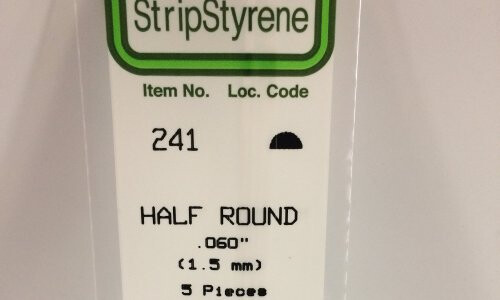 StripStyrene
Item No. Loc. Code
241
HALF ROUND
.060"
(1.5 mm)
5 Pieces